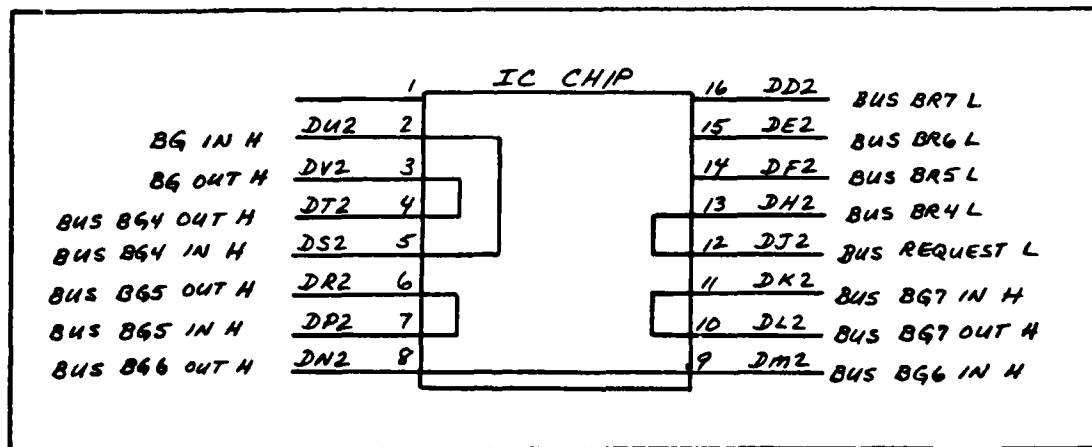 IC CHIP
1 16 DD2 BUS BR7 L
BG IN H DU2 2 15 DE2 BUS BR6 L
BG OUT H DV2 3 14 DF2 BUS BR5 L
BUS BG4 OUT H DT2 4 13 DH2 BUS BR4 L
BUS BG4 IN H DS2 5 12 DJ2 BUS REQUEST L
BUS BG5 OUT H DR2 6 11 DK2 BUS BG7 IN H
BUS BG5 IN H DP2 7 10 DL2 BUS BG7 OUT H
BUS BG6 OUT H DN2 8 9 DM2 BUS BG6 IN H